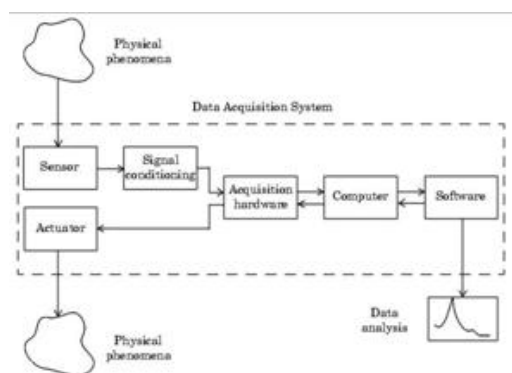 Physical
phenomena
Data Acquisition System
Sensor
Signal
conditioning
Acquisition
hardware
Computer
Software
Actuator
Data
analysis
Physical
phenomena